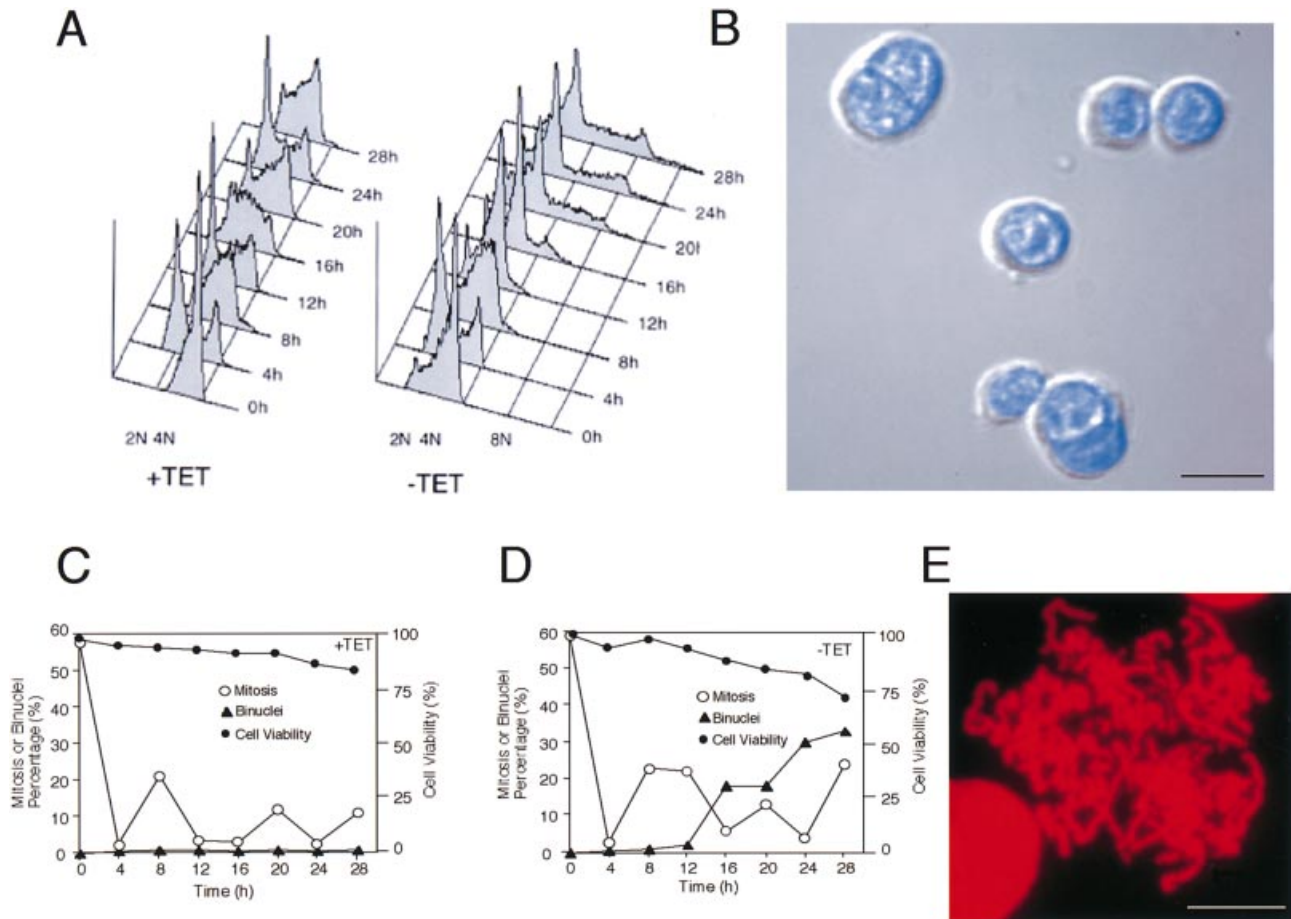 A
28h
24h
20h
16h
12h
8h
4h
0h
2N 4N
+TET
28h
24h
20h
16h
12h
8h
4h
0h
2N 4N 8N
-TET
B
C
60
50
40
30
20
10
0
Mitosis or Binuclei
Percentage (%)
+TET
Mitosis
Binuclei
Cell Viability
100
75
50
25
0
Cell Viability (%)
0 4 8 12 16 20 24 28
Time (h)
D
60
50
40
30
20
10
0
Mitosis or Binuclei
Percentage (%)
-TET
Mitosis
Binuclei
Cell Viability
100
75
50
25
0
Cell Viability (%)
0 4 8 12 16 20 24 28
Time (h)
E